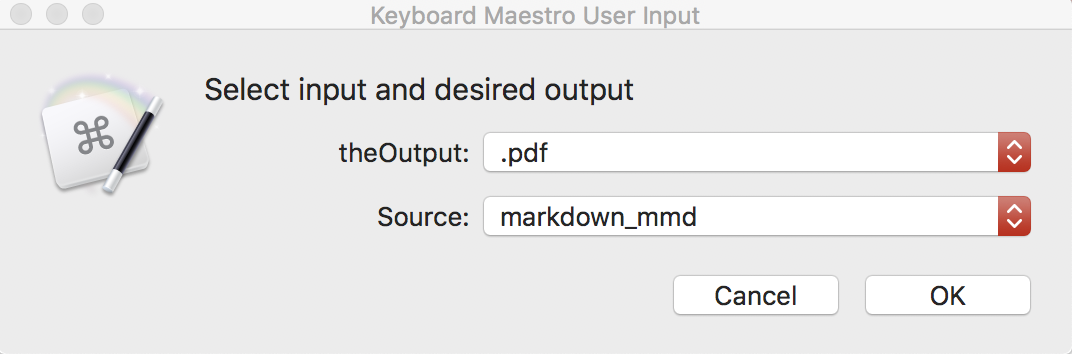 Keyboard Maestro User Input
Select input and desired output
theOutput: .pdf
Source: markdown_mmd
Cancel OK